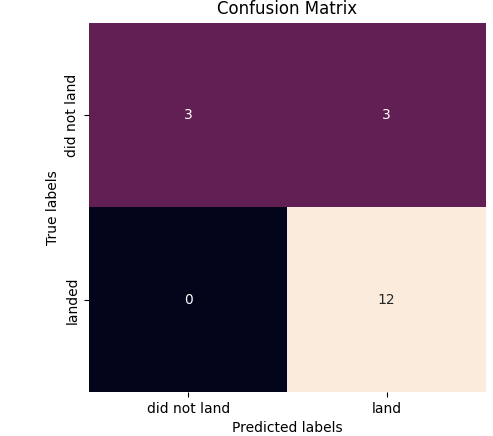 Confusion Matrix
True labels
did not land
3 3
landed
0 12
did not land land
Predicted labels